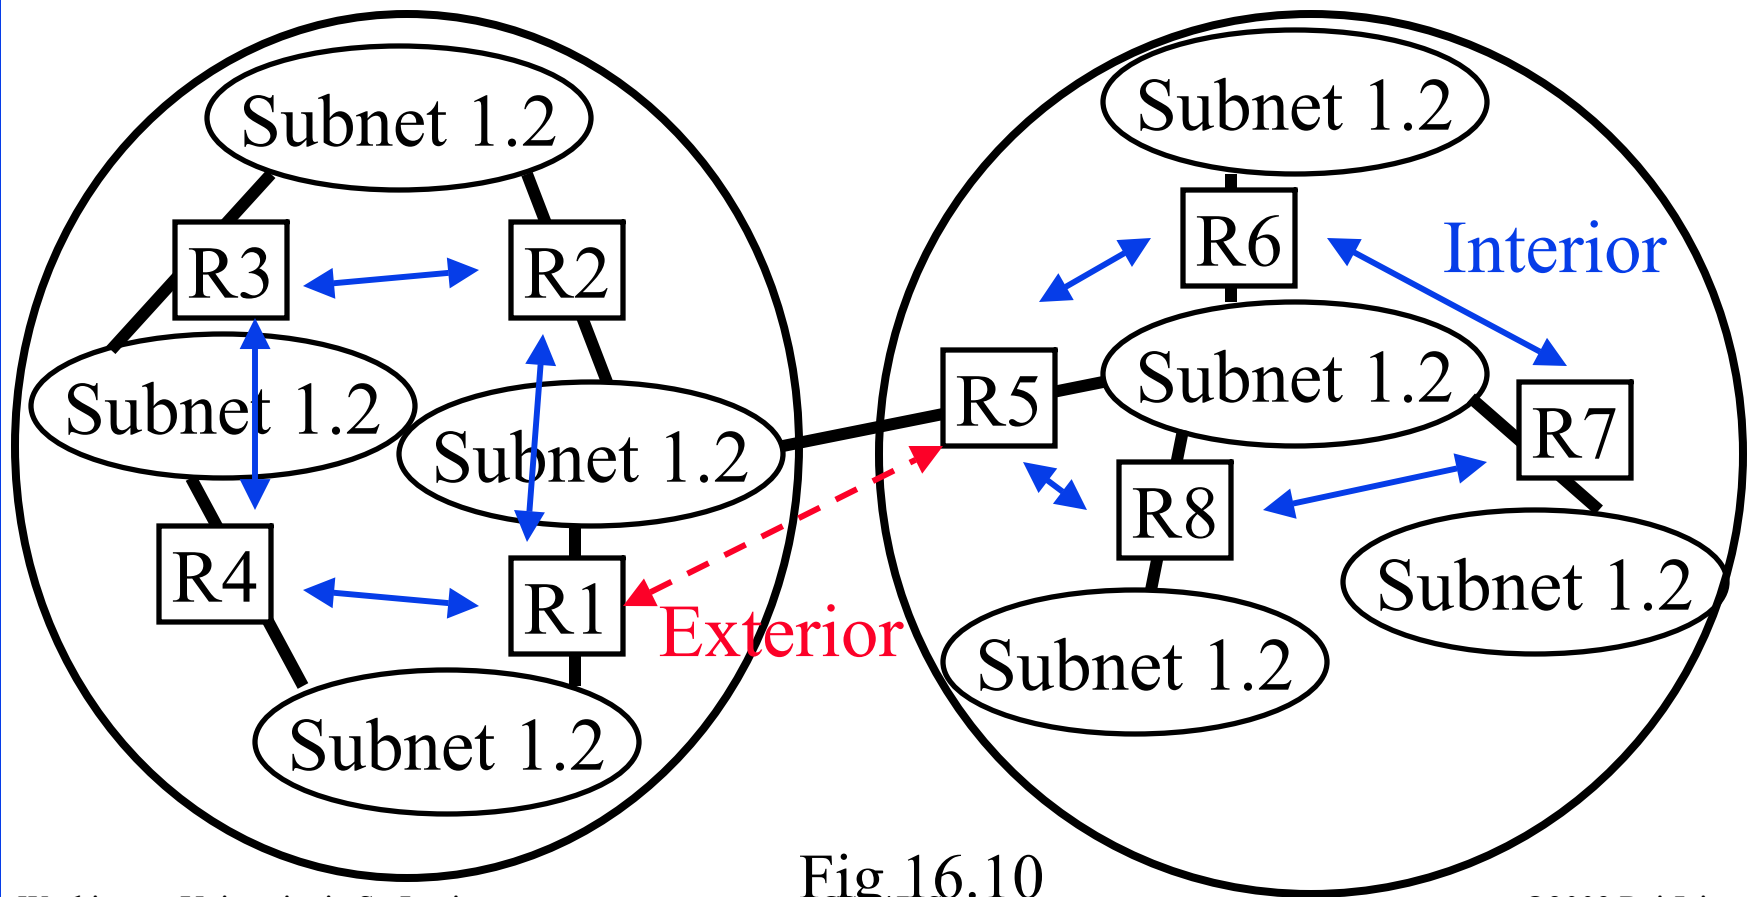 Subnet 1.2
R3
R2
Subnet 1.2
Subnet 1.2
R4
R1
Subnet 1.2
Exterior
Subnet 1.2
R6
Interior
R5
Subnet 1.2
R7
R8
Subnet 1.2
Subnet 1.2
Fig 16.10